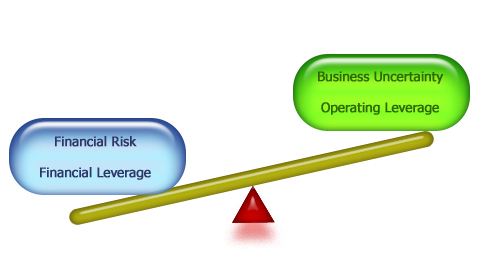 Business Uncertainty
Operating Leverage
Financial Risk
Financial Leverage